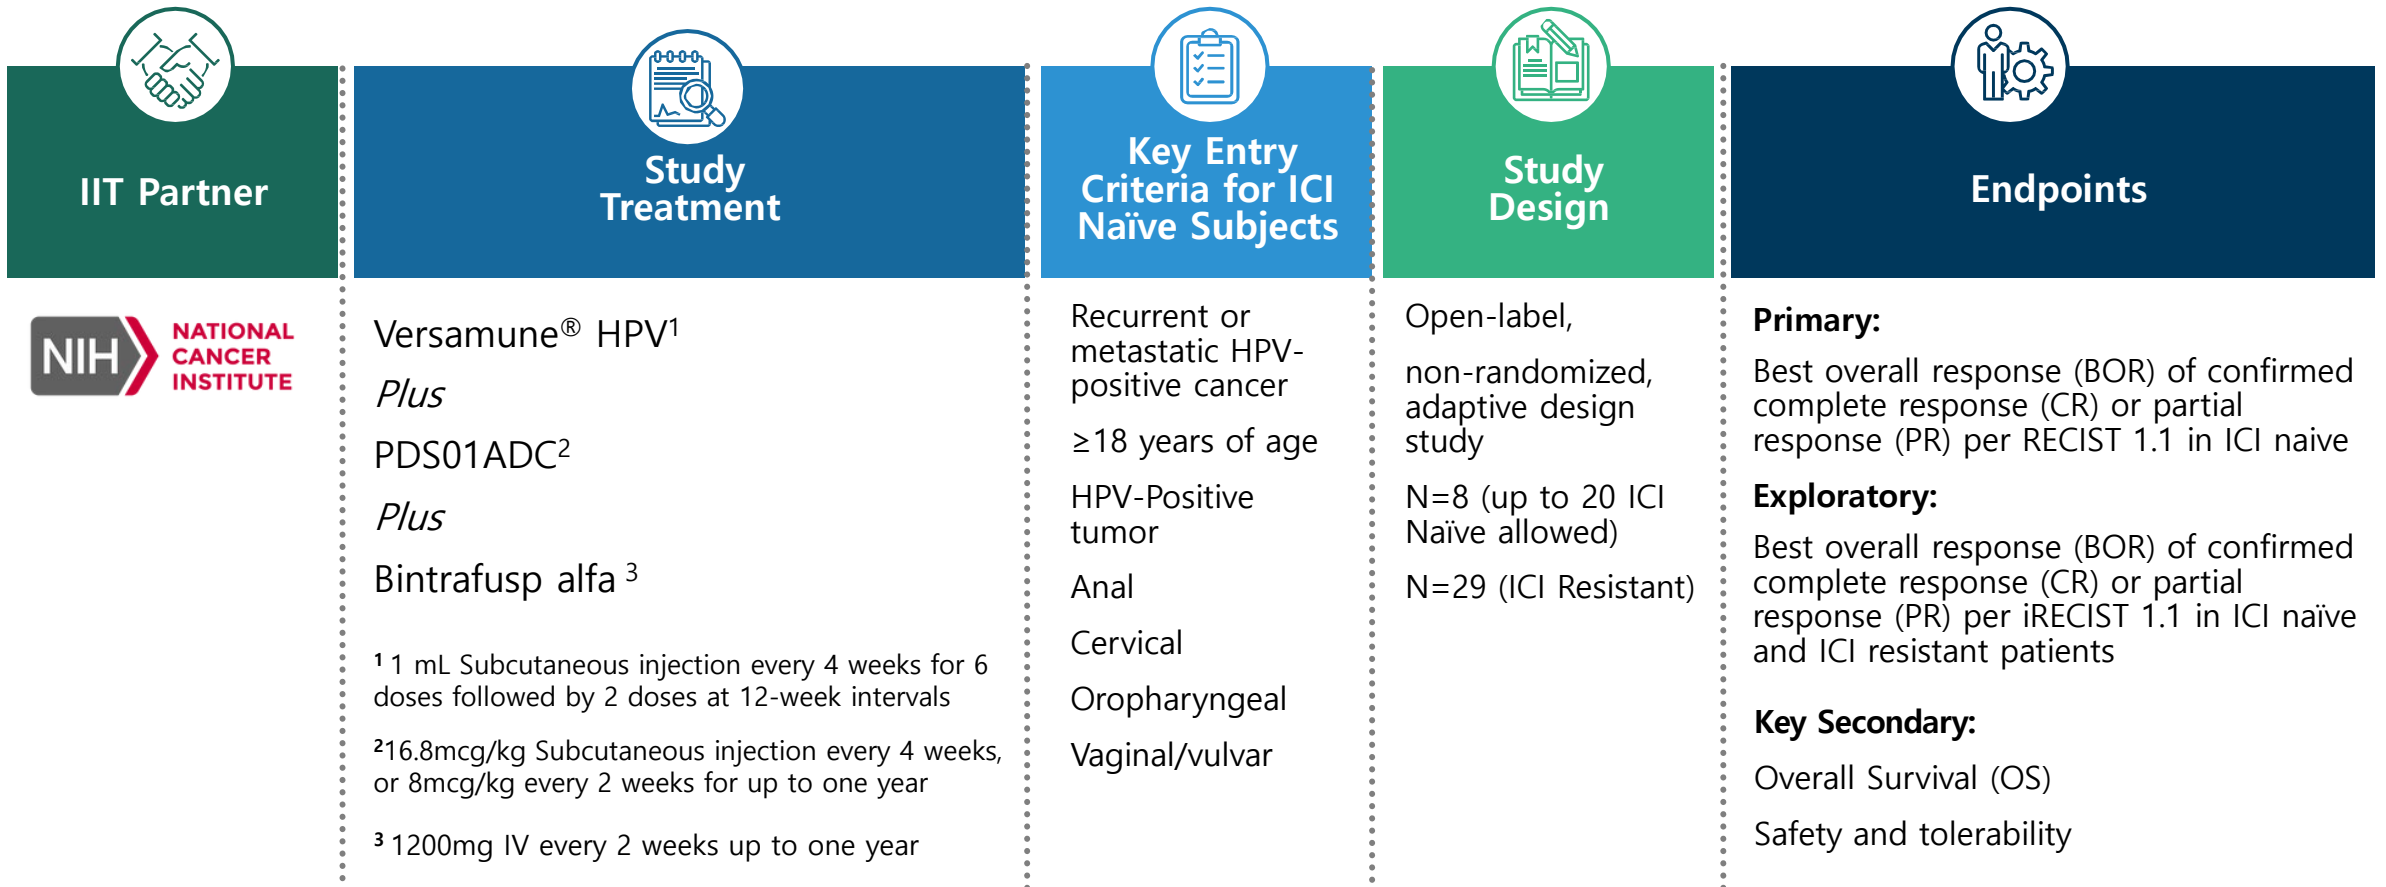 IIT Partner
NIH
NATIONAL
CANCER
INSTITUTE
Study
Treatment
Versamune® HPV¹
Plus
PDS01ADC²
Plus
Bintrafusp alfa ³
¹ 1 mL Subcutaneous injection every 4 weeks for 6
doses followed by 2 doses at 12-week intervals
²16.8mcg/kg Subcutaneous injection every 4 weeks,
or 8mcg/kg every 2 weeks for up to one year
³ 1200mg IV every 2 weeks up to one year
Key Entry
Criteria for ICI
Naïve Subjects
Recurrent or
metastatic HPV-
positive cancer
≥18 years of age
HPV-Positive
tumor
Anal
Cervical
Oropharyngeal
Vaginal/vulvar
Study
Design
Open-label,
non-randomized,
adaptive design
study
N=8 (up to 20 ICI
Naïve allowed)
N=29 (ICI Resistant)
Endpoints
Primary:
Best overall response (BOR) of confirmed
complete response (CR) or partial
response (PR) per RECIST 1.1 in ICI naive
Exploratory:
Best overall response (BOR) of confirmed
complete response (CR) or partial
response (PR) per iRECIST 1.1 in ICI naïve
and ICI resistant patients
Key Secondary:
Overall Survival (OS)
Safety and tolerability